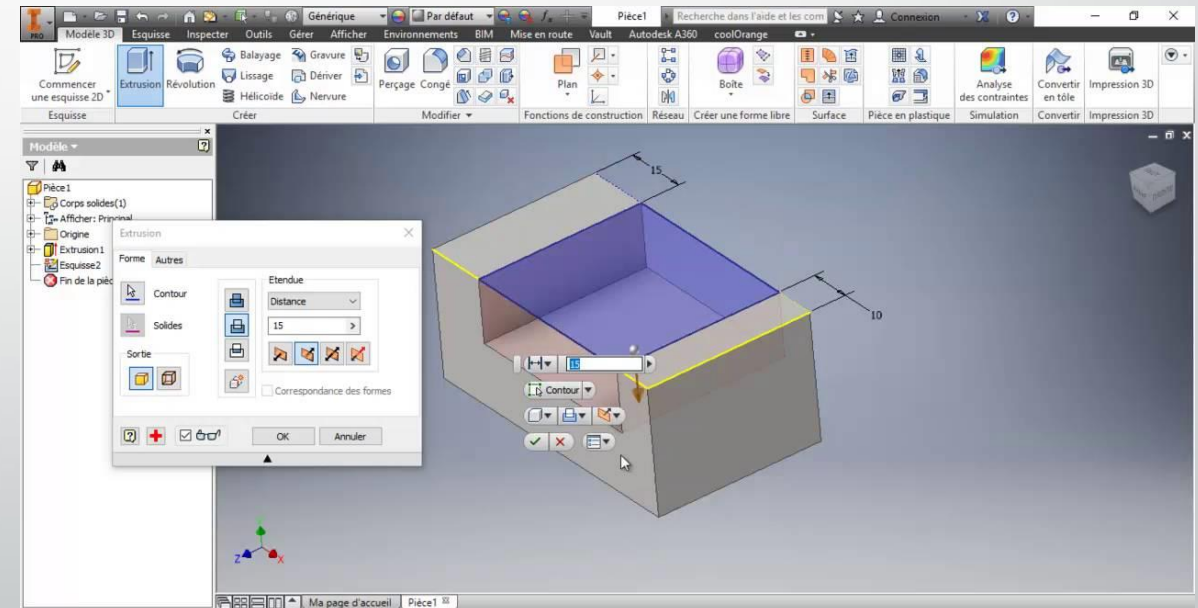 PRO
Générique
Par défaut
Pièce1
Recherche dans l'aide et les com
Connexion
Modèle 3D Esquisse Inspecter Outils Gérer Afficher Environnements BIM Mise en route Vault Autodesk A360 coolOrange
Commencer une esquisse 2D
Extrusion
Révolution
Balayage
Lissage
Hélicoïde
Gravure
Dériver
Nervure
Perçage
Congé
Plan
Boîte
Analyse des contraintes
Convertir en tôle
Impression 3D
Esquisse Créer Modifier Fonctions de construction Réseau Créer une forme libre Surface Pièce en plastique Simulation Convertir Impression 3D
Modèle
Pièce1
Corps solides(1)
Afficher: Principal
Origine
Extrusion1
Esquisse2
Fin de la pièc
Extrusion
Forme Autres
Contour
Solides
Sortie
Etendue
Distance
15
Correspondance des formes
OK Annuler
15
10
15
Contour
Z X
Ma page d'accueil Pièce1